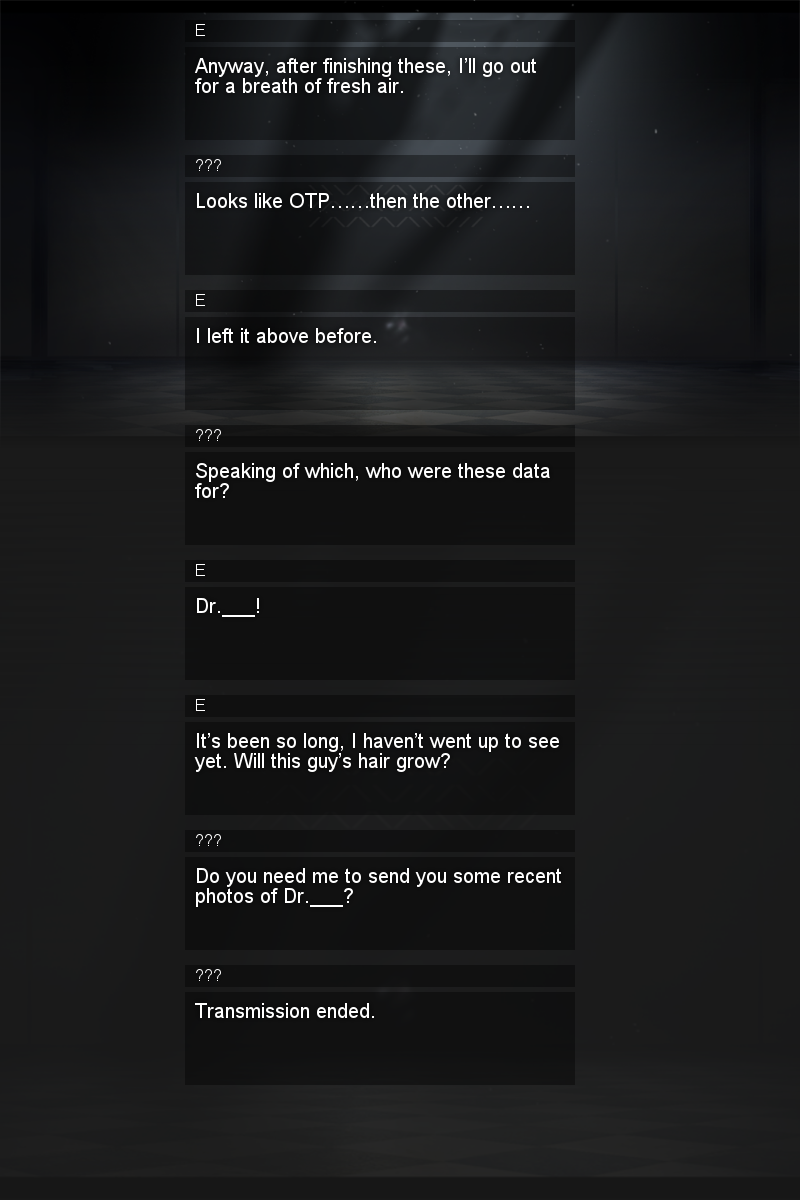 E
Anyway, after finishing these, I’ll go out
for a breath of fresh air.
???
Looks like OTP……then the other……
E
I left it above before.
???
Speaking of which, who were these data
for?
E
Dr.___!
E
It’s been so long, I haven’t went up to see
yet. Will this guy’s hair grow?
???
Do you need me to send you some recent
photos of Dr.___?
???
Transmission ended.